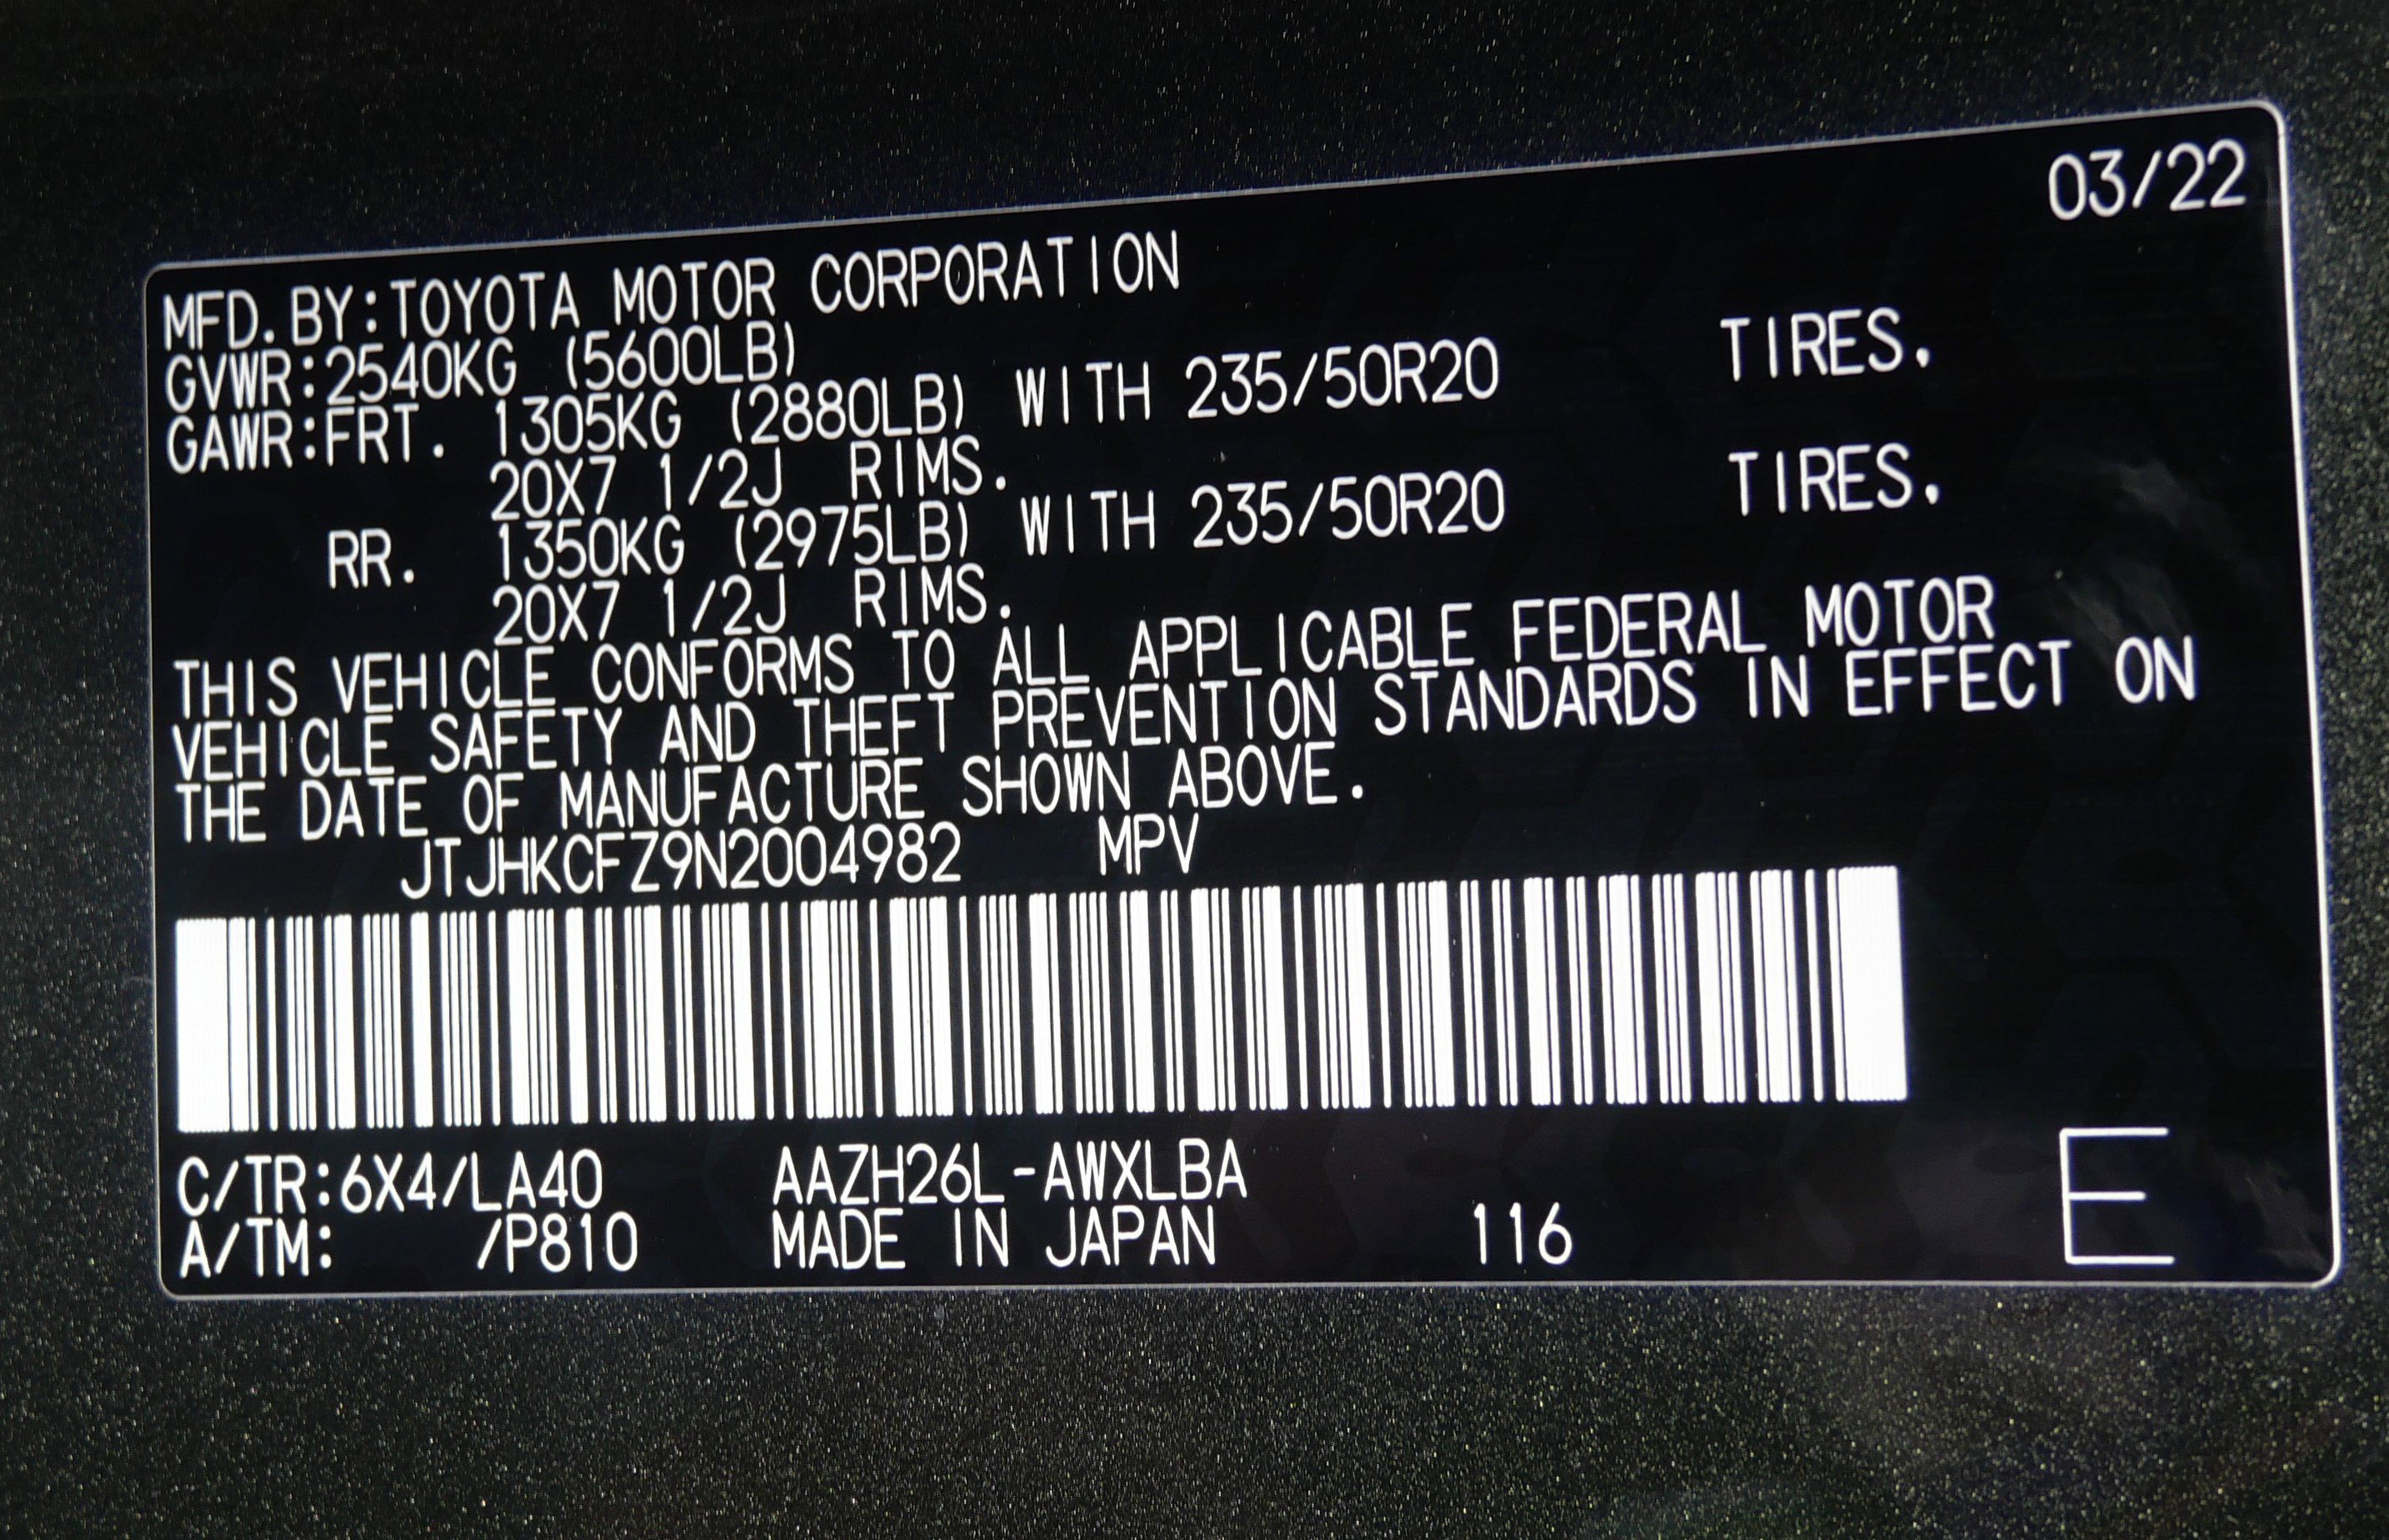 03/22
MFD.BY:TOYOTA MOTOR CORPORATION
GVWR:2540KG (5600LB)
GAWR:FRT. 1305KG (2880LB) WITH 235/50R20 TIRES.
20X7 1/2J RIMS.
RR. 1350KG (2975LB) WITH 235/50R20 TIRES.
20X7 1/2J RIMS.
THIS VEHICLE CONFORMS TO ALL APPLICABLE FEDERAL MOTOR
VEHICLE SAFETY AND THEFT PREVENTION STANDARDS IN EFFECT ON
THE DATE OF MANUFACTURE SHOWN ABOVE.
JTJHKCFZ9N2004982 MPV
C/TR:6X4/LA40 AAZH26L-AWXLBA
A/TM: /P810 MADE IN JAPAN 116 E